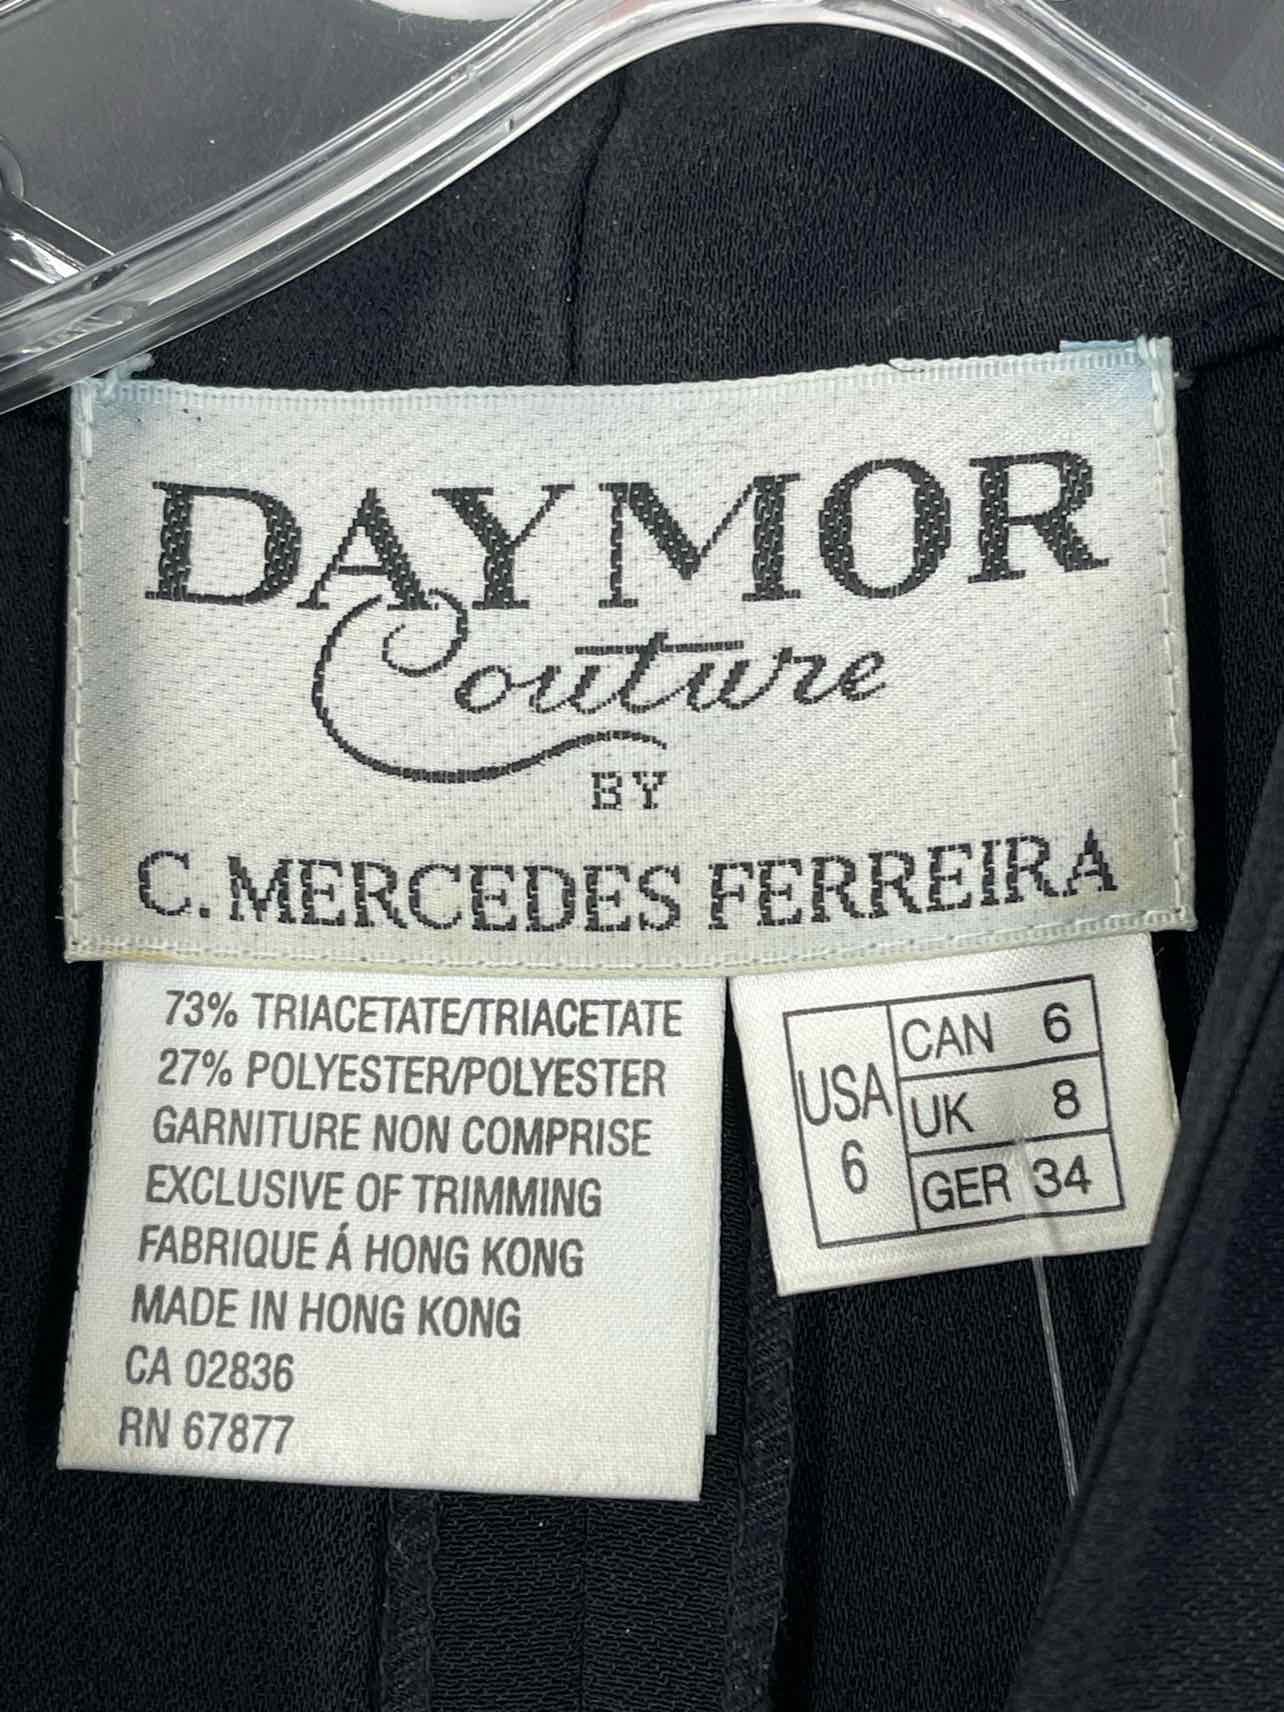 DAYMOR
Couture
BY
C. MERCEDES FERREIRA
73% TRIACETATE/TRIACETATE
27% POLYESTER/POLYESTER
GARNITURE NON COMPRISE
EXCLUSIVE OF TRIMMING
FABRIQUE Á HONG KONG
MADE IN HONG KONG
CA 02836
RN 67877
USA
6
CAN 6
UK 8
GER 34